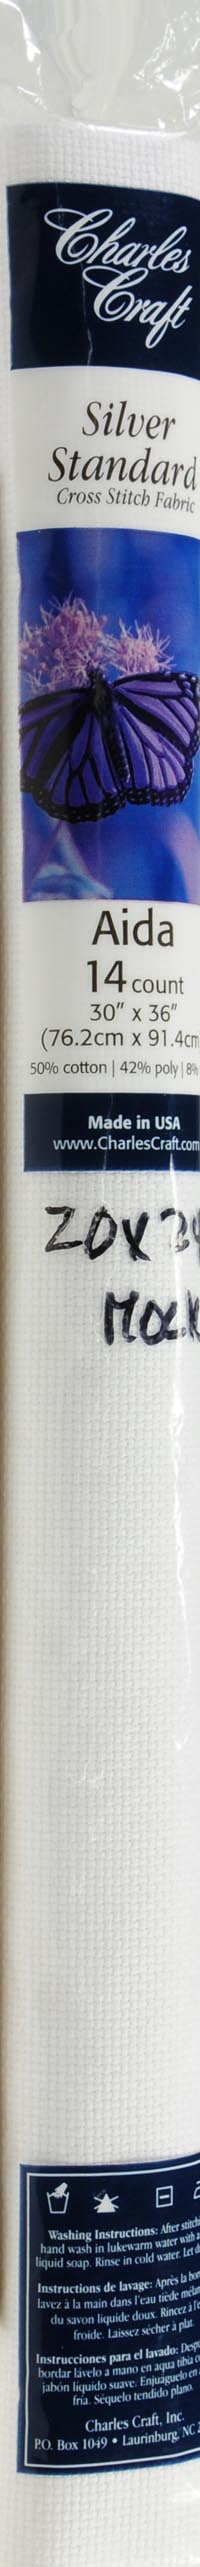 Charles
Craft
Silver
Standard
Cross Stitch Fabric
Aida
14 count
30" x 36"
(76.2cm x 91.4cm
50% cotton | 42% poly | 8%
Made in USA
www.CharlesCraft.com
20x
Washing Instructions: After stitch
hand wash in lukewarm water with a
liquid soap. Rinse in cold water. Let d
Instructions de lavage: Après la bor
lavez à la main dans l'eau tiède mélan
du savon liquide doux. Rincez à l'e
froide. Laissez sécher à plat.
Instrucciones para el lavado: Desp
bordar lávelo a mano en agua tibia c
jabón líquido suave. Enjuáguelo en
fría. Séquelo tendido plano.
Charles Craft, Inc.
P.O. Box 1049 • Laurinburg, NC 2